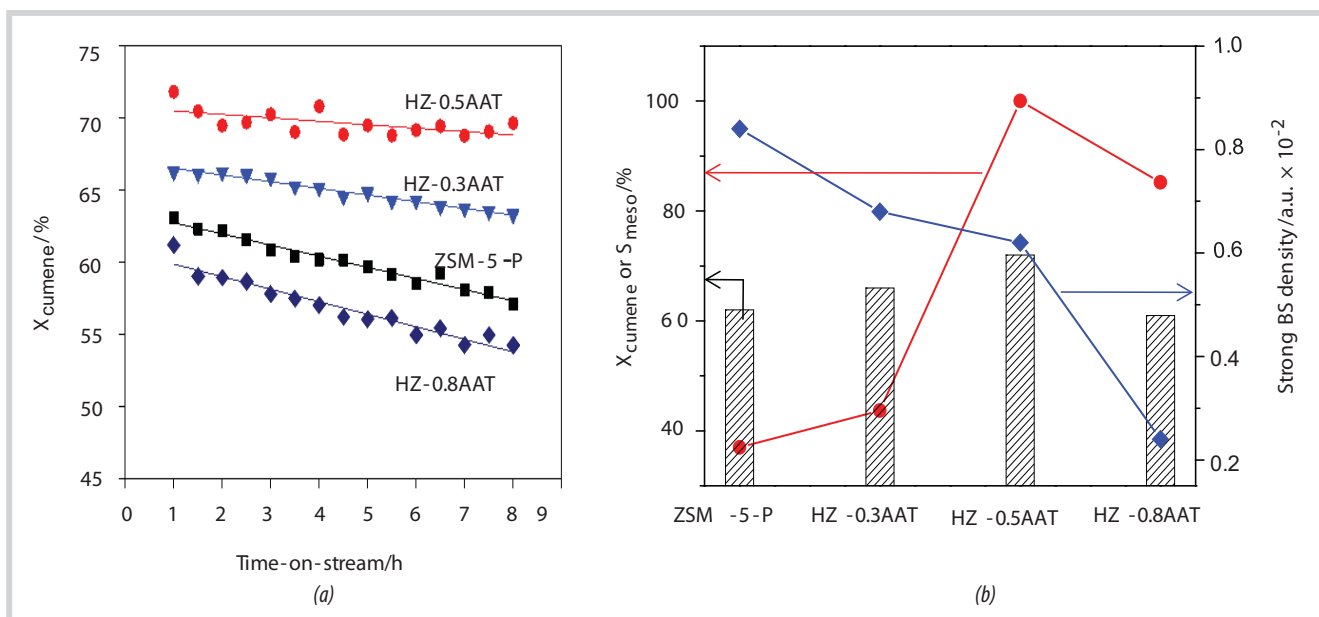 75
70
65
60
55
50
45
X cumene/%
HZ-0.5AAT
HZ-0.3AAT
ZSM-5-P
HZ-0.8AAT
0 1 2 3 4 5 6 7 8 9
Time-on-stream/h
(a)
100
80
60
40
X cumene or S meso/%
1.0
0.8
0.6
0.4
0.2
Strong BS density/a.u. × 10⁻²
ZSM -5-P HZ -0.3AAT HZ -0.5AAT HZ -0.8AAT
(b)